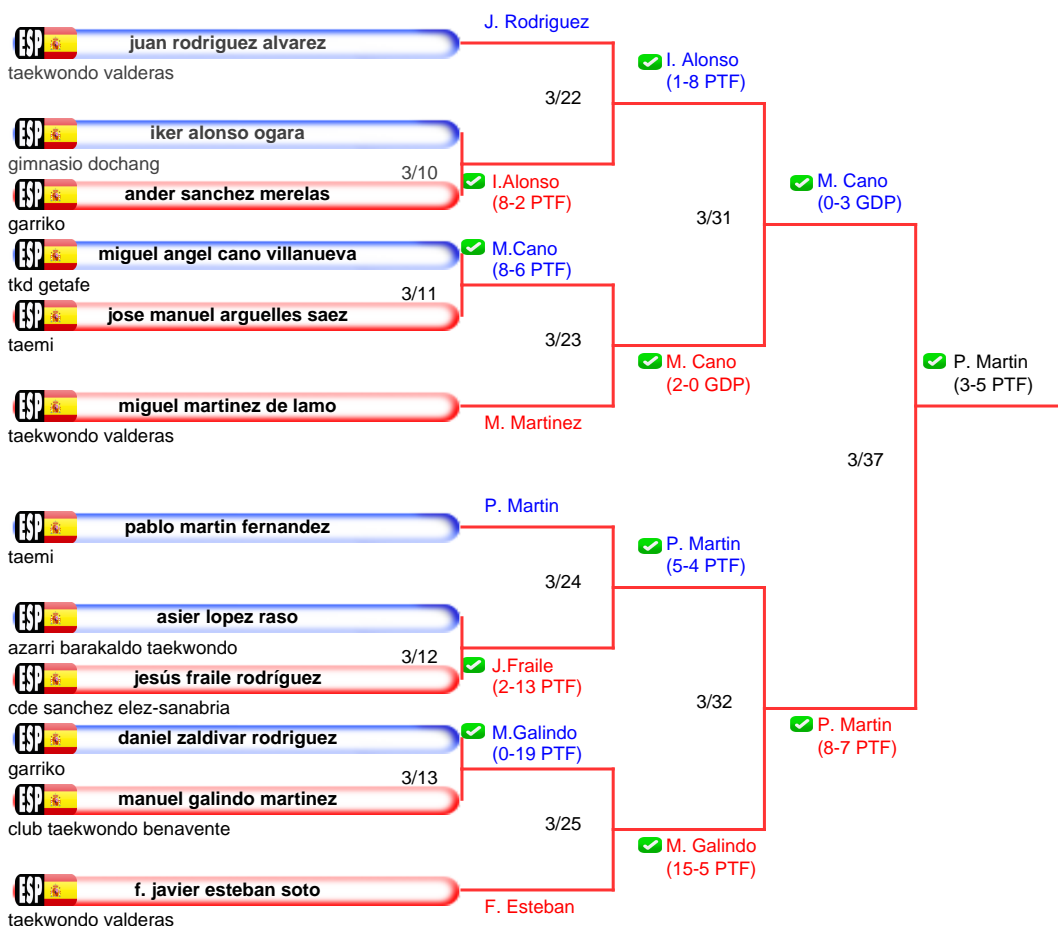 J. Rodriguez
ESP juan rodriguez alvarez
taekwondo valderas
I. Alonso
(1-8 PTF)
3/22
ESP iker alonso ogara
gimnasio dochang
3/10
I.Alonso
(8-2 PTF)
ESP ander sanchez merelas
garriko
M. Cano
(0-3 GDP)
3/31
ESP miguel angel cano villanueva
tkd getafe
M.Cano
(8-6 PTF)
3/11
ESP jose manuel arguelles saez
taemi
3/23
M. Cano
(2-0 GDP)
P. Martin
(3-5 PTF)
ESP miguel martinez de lamo
taekwondo valderas
M. Martinez
3/37
P. Martin
ESP pablo martin fernandez
taemi
P. Martin
(5-4 PTF)
3/24
ESP asier lopez raso
azarri barakaldo taekwondo
3/12
J.Fraile
(2-13 PTF)
ESP jesús fraile rodríguez
cde sanchez elez-sanabria
3/32
P. Martin
(8-7 PTF)
ESP daniel zaldivar rodriguez
garriko
M.Galindo
(0-19 PTF)
3/13
ESP manuel galindo martinez
club taekwondo benavente
3/25
M. Galindo
(15-5 PTF)
ESP f. javier esteban soto
taekwondo valderas
F. Esteban